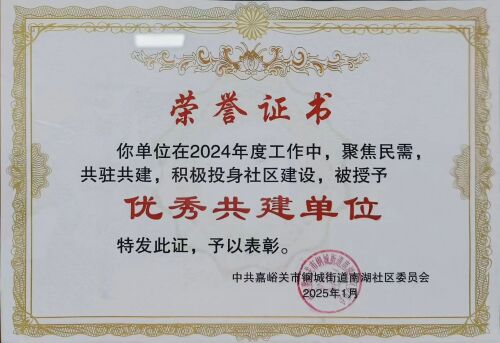 荣誉证书
你单位在2024年度工作中，聚焦民需，
共驻共建，积极投身社区建设，被授予
优秀共建单位
特发此证，予以表彰。
中共嘉峪关市钢城街道南湖社区委员会
2025年1月